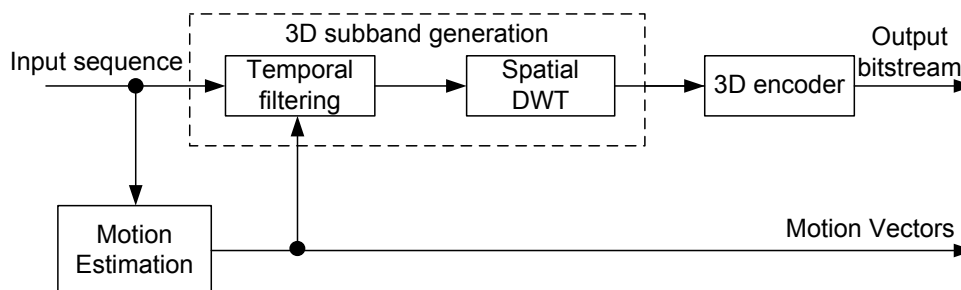 3D subband generation
Input sequence
Temporal
filtering
Spatial
DWT
3D encoder
Output
bitstream
Motion
Estimation
Motion Vectors